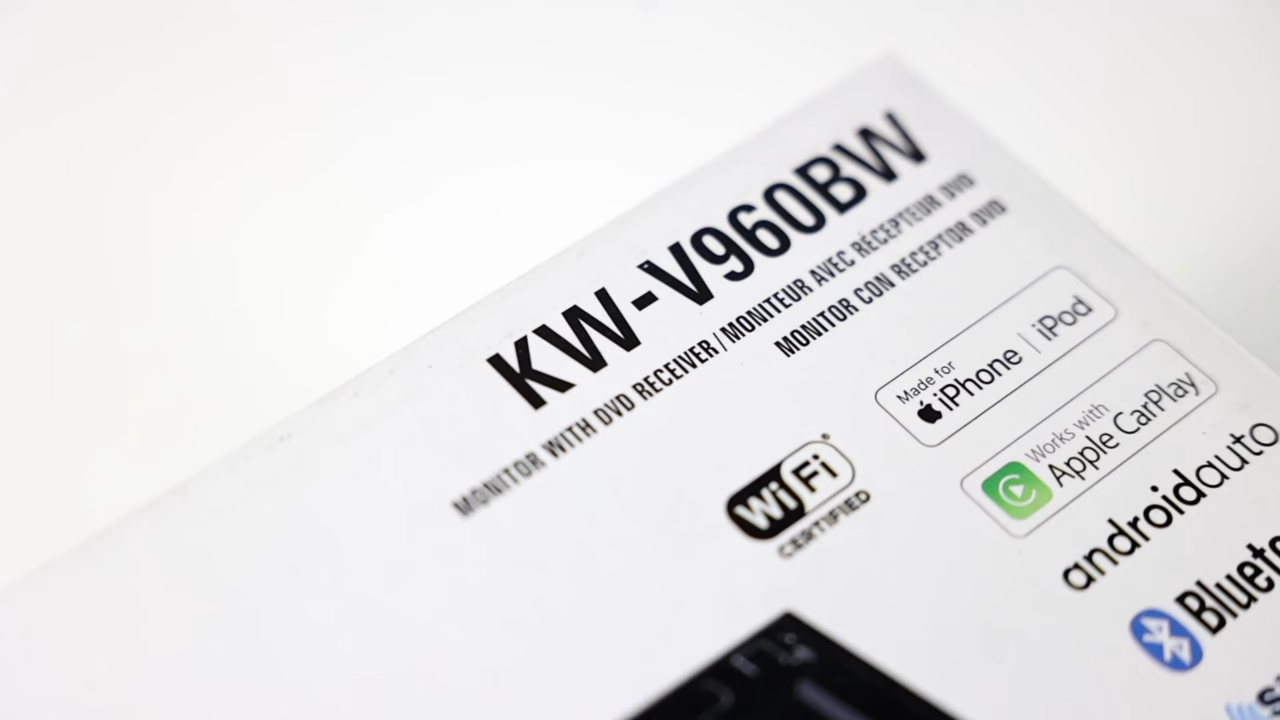 KW-V960BW
MONITOR WITH DVD RECEIVER / MONITEUR AVEC RÉCEPTEUR DVD
MONITOR CON RECEPTOR DVD
Made for
iPhone | iPod
Works with
Apple CarPlay
Wi Fi
CERTIFIED
androidauto
Bluet